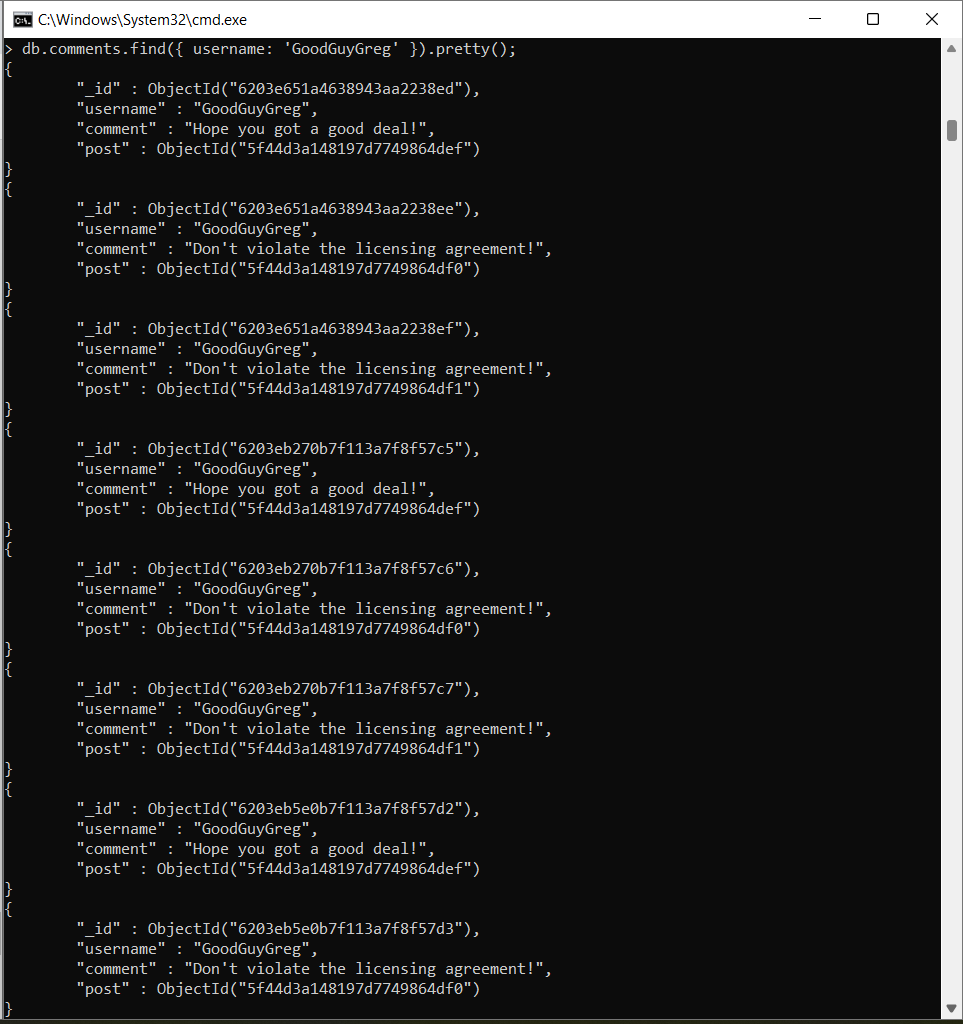 C:\Windows\System32\cmd.exe
> db.comments.find({ username: 'GoodGuyGreg' }).pretty();
{
        "_id" : ObjectId("6203e651a4638943aa2238ed"),
        "username" : "GoodGuyGreg",
        "comment" : "Hope you got a good deal!",
        "post" : ObjectId("5f44d3a148197d7749864def")
}
{
        "_id" : ObjectId("6203e651a4638943aa2238ee"),
        "username" : "GoodGuyGreg",
        "comment" : "Don't violate the licensing agreement!",
        "post" : ObjectId("5f44d3a148197d7749864df0")
}
{
        "_id" : ObjectId("6203e651a4638943aa2238ef"),
        "username" : "GoodGuyGreg",
        "comment" : "Don't violate the licensing agreement!",
        "post" : ObjectId("5f44d3a148197d7749864df1")
}
{
        "_id" : ObjectId("6203eb270b7f113a7f8f57c5"),
        "username" : "GoodGuyGreg",
        "comment" : "Hope you got a good deal!",
        "post" : ObjectId("5f44d3a148197d7749864def")
}
{
        "_id" : ObjectId("6203eb270b7f113a7f8f57c6"),
        "username" : "GoodGuyGreg",
        "comment" : "Don't violate the licensing agreement!",
        "post" : ObjectId("5f44d3a148197d7749864df0")
}
{
        "_id" : ObjectId("6203eb270b7f113a7f8f57c7"),
        "username" : "GoodGuyGreg",
        "comment" : "Don't violate the licensing agreement!",
        "post" : ObjectId("5f44d3a148197d7749864df1")
}
{
        "_id" : ObjectId("6203eb5e0b7f113a7f8f57d2"),
        "username" : "GoodGuyGreg",
        "comment" : "Hope you got a good deal!",
        "post" : ObjectId("5f44d3a148197d7749864def")
}
{
        "_id" : ObjectId("6203eb5e0b7f113a7f8f57d3"),
        "username" : "GoodGuyGreg",
        "comment" : "Don't violate the licensing agreement!",
        "post" : ObjectId("5f44d3a148197d7749864df0")
}